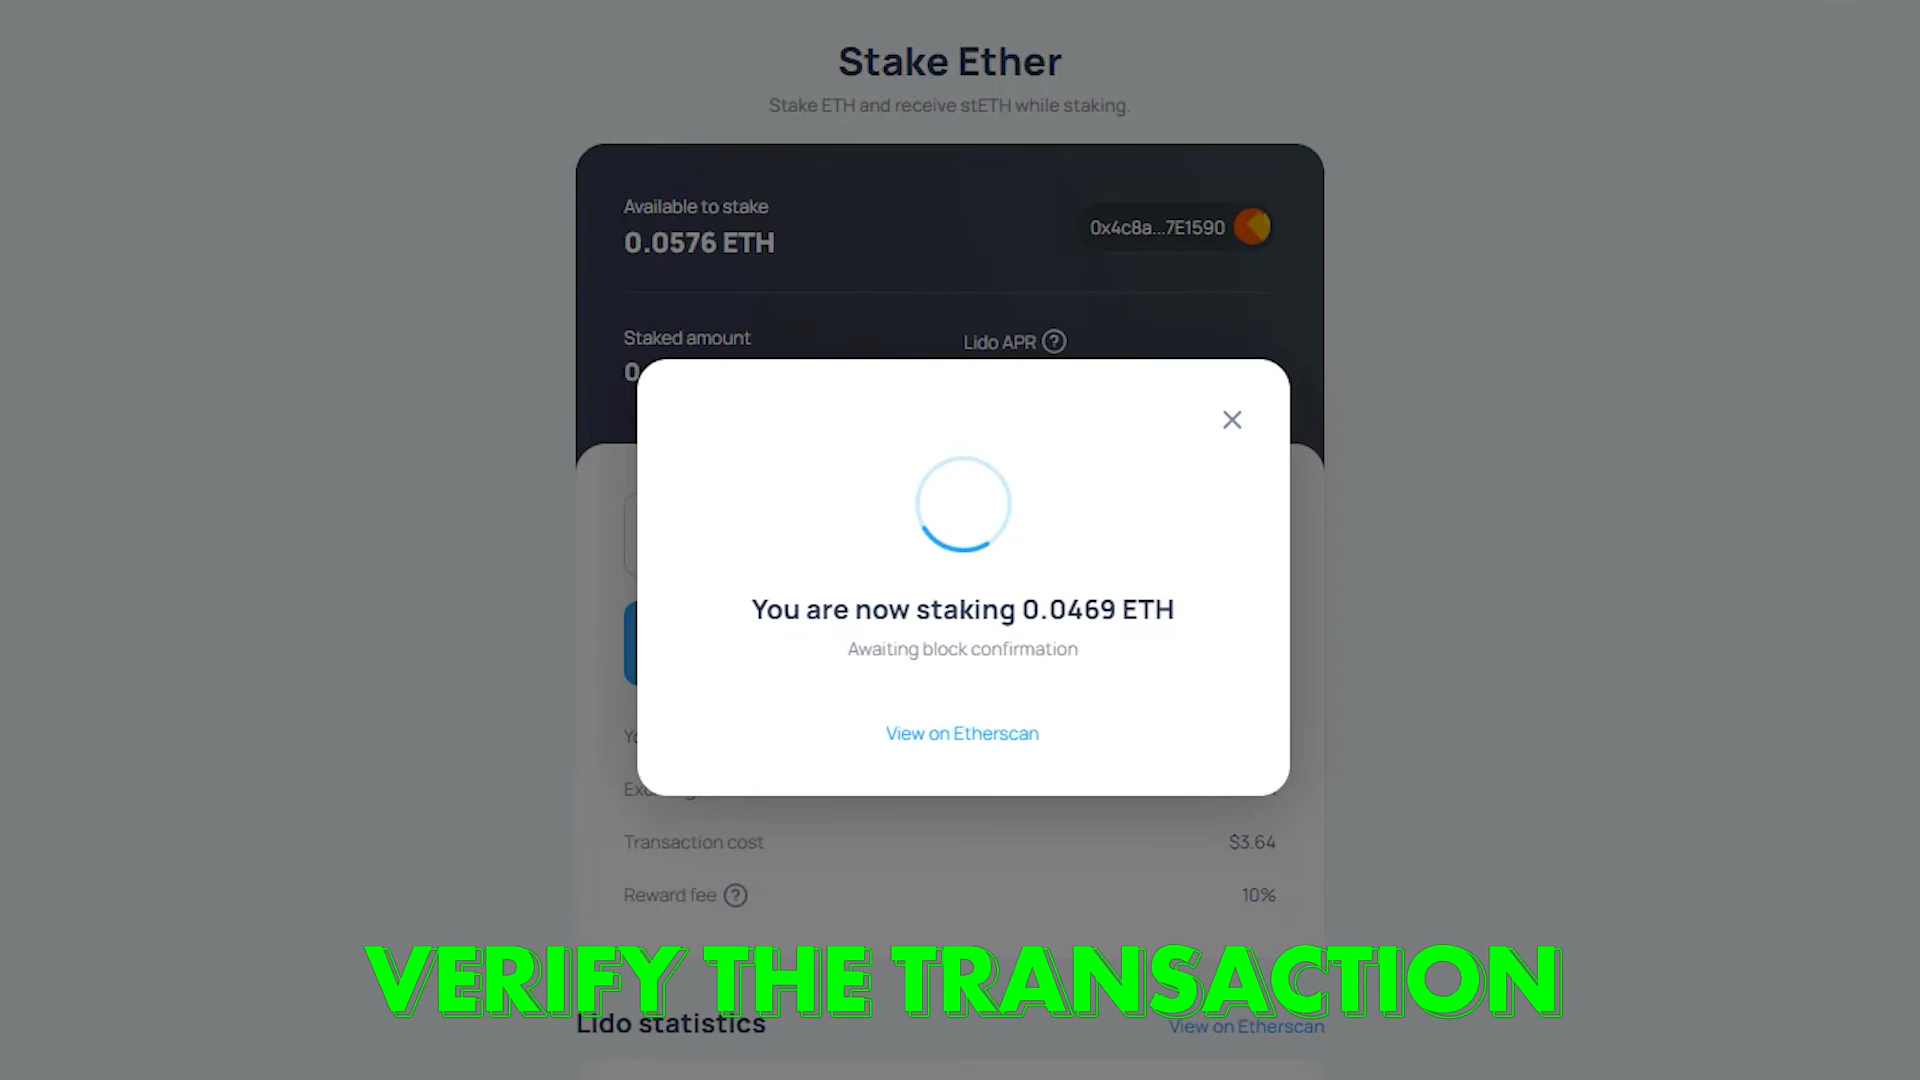 Stake Ether
Stake ETH and receive stETH while staking.
Available to stake
0.0576 ETH
0x4c8a...7E1590
Staked amount
Lido APR ?
0
You are now staking 0.0469 ETH
Awaiting block confirmation
View on Etherscan
Transaction cost
$3.64
Reward fee ?
10%
VERIFY THE TRANSACTION
Lido statistics
View on Etherscan